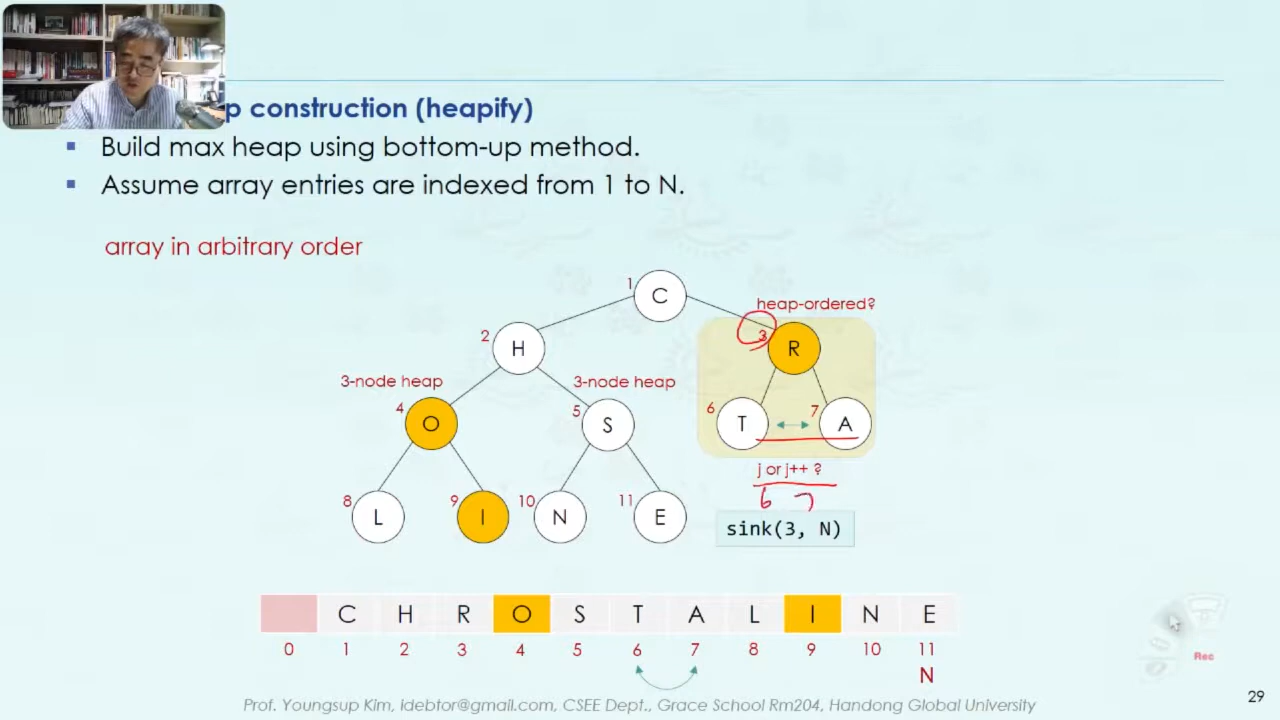 p construction (heapify)
▪ Build max heap using bottom-up method.
▪ Assume array entries are indexed from 1 to N.
array in arbitrary order
1 C
heap-ordered?
2 H
3 R
3-node heap 3-node heap
4 O
5 S
6 T
7 A
j or j++ ?
6 7
8 L
9 I
10 N
11 E
sink(3, N)
C H R O S T A L I N E
0 1 2 3 4 5 6 7 8 9 10 11
N
Rec
Prof. Youngsup Kim, idebtor@gmail.com, CSEE Dept., Grace School Rm204, Handong Global University
29